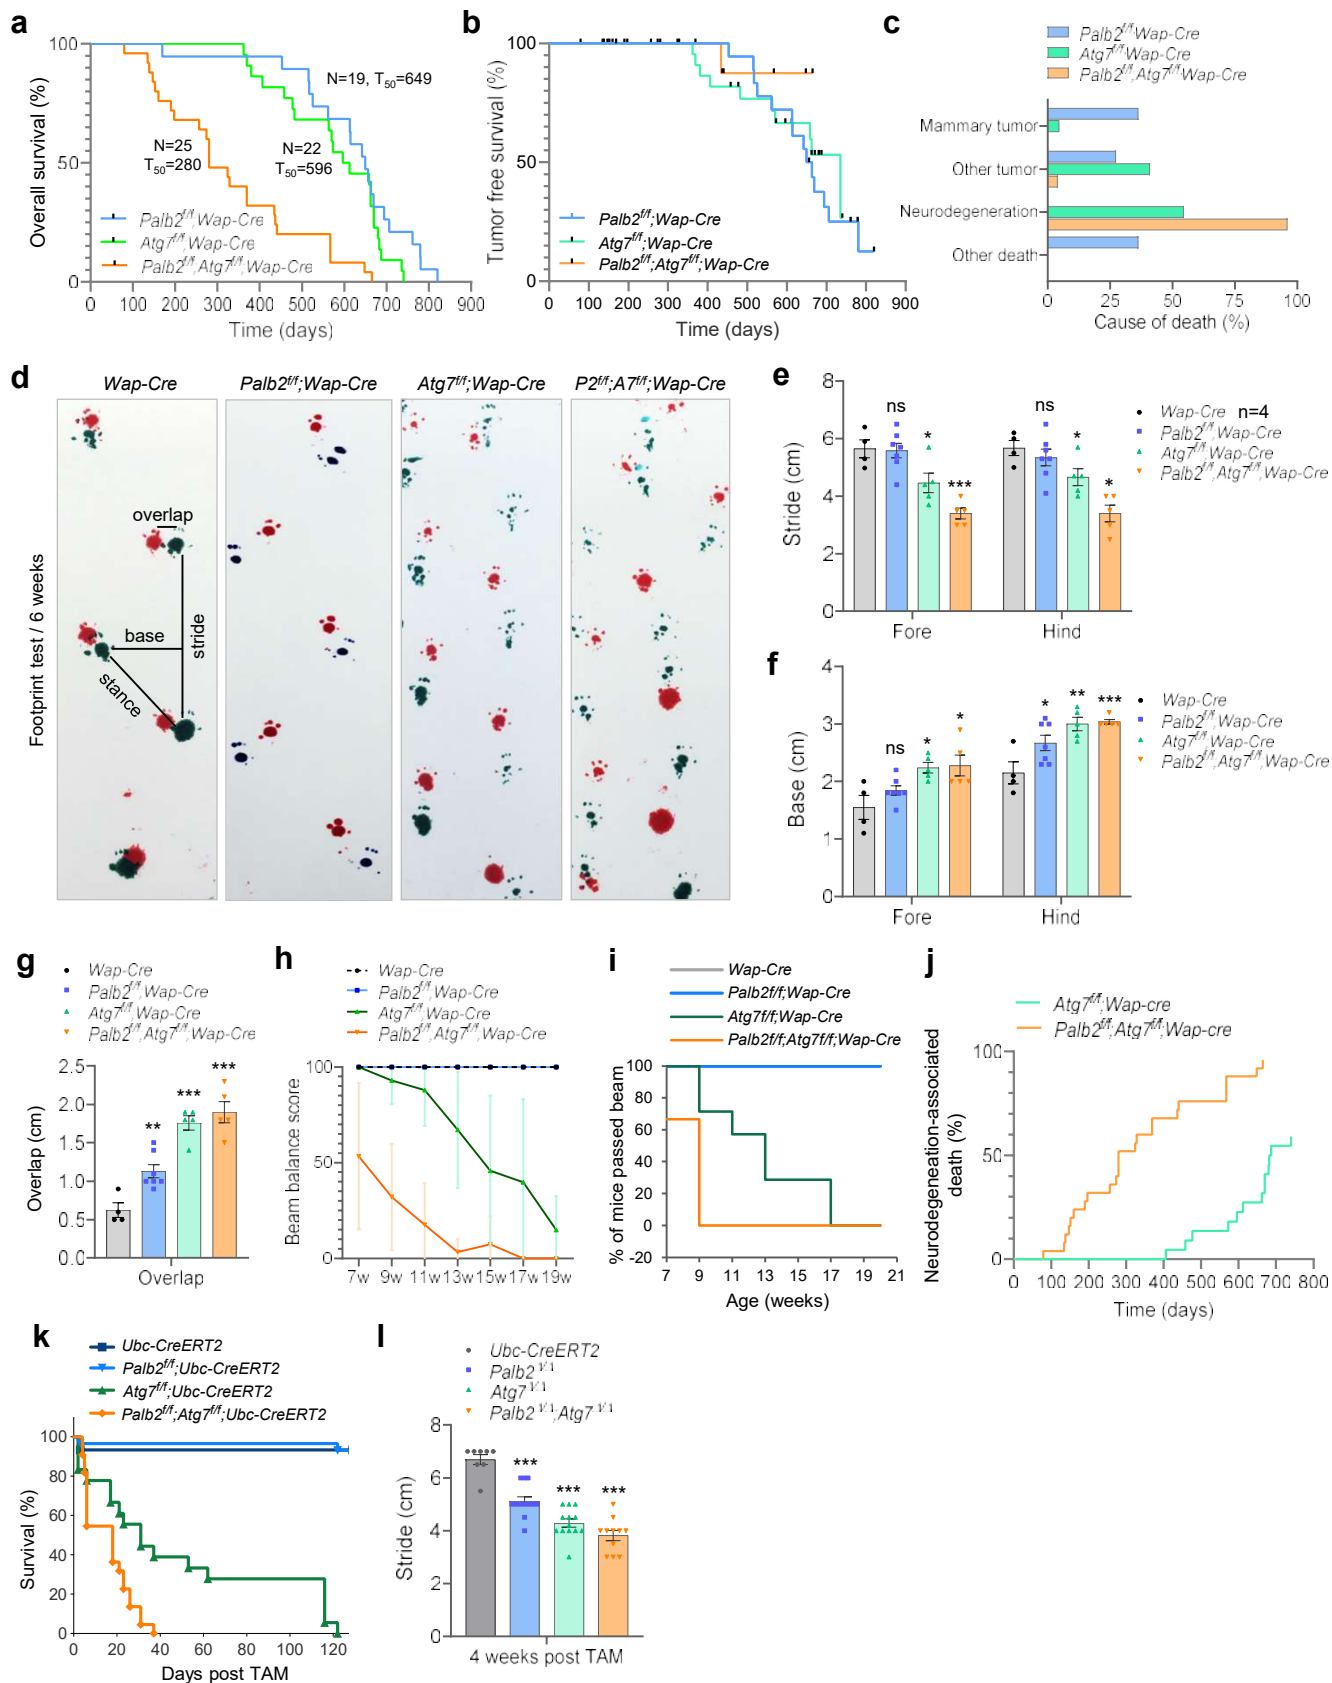 a
Overall survival (%)
100
50
0
N=19, T50=649
N=25
T50=280
N=22
T50=596
Palb2f/f;Wap-Cre
Atg7f/f;Wap-Cre
Palb2f/f;Atg7f/f;Wap-Cre
0 100 200 300 400 500 600 700 800 900
Time (days)
b
Tumor free survival (%)
100
50
0
Palb2f/f;Wap-Cre
Atg7f/f;Wap-Cre
Palb2f/f;Atg7f/f;Wap-Cre
0 100 200 300 400 500 600 700 800 900
Time (days)
c
Palb2f/f;Wap-Cre
Atg7f/f;Wap-Cre
Palb2f/f;Atg7f/f;Wap-Cre
Mammary tumor
Other tumor
Neurodegeneration
Other death
0 25 50 75 100
Cause of death (%)
d
Wap-Cre
Palb2f/f;Wap-Cre
Atg7f/f;Wap-Cre
P2f/f;A7f/f;Wap-Cre
Footprint test / 6 weeks
overlap
base
stride
stance
e
Stride (cm)
8
6
4
2
0
ns * ***
ns * *
Fore Hind
Wap-Cre n=4
Palb2f/f;Wap-Cre
Atg7f/f;Wap-Cre
Palb2f/f;Atg7f/f;Wap-Cre
f
Base (cm)
4
3
2
1
0
ns * *
* ** ***
Fore Hind
Wap-Cre
Palb2f/f;Wap-Cre
Atg7f/f;Wap-Cre
Palb2f/f;Atg7f/f;Wap-Cre
g
Wap-Cre
Palb2f/f;Wap-Cre
Atg7f/f;Wap-Cre
Palb2f/f;Atg7f/f;Wap-Cre
Overlap (cm)
2.5
2.0
1.5
1.0
0.5
0.0
** *** ***
Overlap
h
Wap-Cre
Palb2f/f;Wap-Cre
Atg7f/f;Wap-Cre
Palb2f/f;Atg7f/f;Wap-Cre
Beam balance score
100
50
0
7w 9w 11w 13w 15w 17w 19w
i
Wap-Cre
Palb2f/f;Wap-Cre
Atg7f/f;Wap-Cre
Palb2f/f;Atg7f/f;Wap-Cre
% of mice passed beam
100
80
60
40
20
0
-20
7 9 11 13 15 17 19 21
Age (weeks)
j
Atg7f/f;Wap-cre
Palb2f/f;Atg7f/f;Wap-cre
Neurodegeneation-associated
death (%)
100
50
0
0 100 200 300 400 500 600 700 800
Time (days)
k
Ubc-CreERT2
Palb2f/f;Ubc-CreERT2
Atg7f/f;Ubc-CreERT2
Palb2f/f;Atg7f/f;Ubc-CreERT2
Survival (%)
100
80
60
40
20
0
0 20 40 60 80 100 120
Days post TAM
l
Ubc-CreERT2
Palb2
Atg7
Palb2 ;Atg7
Stride (cm)
8
6
4
2
0
*** *** ***
4 weeks post TAM